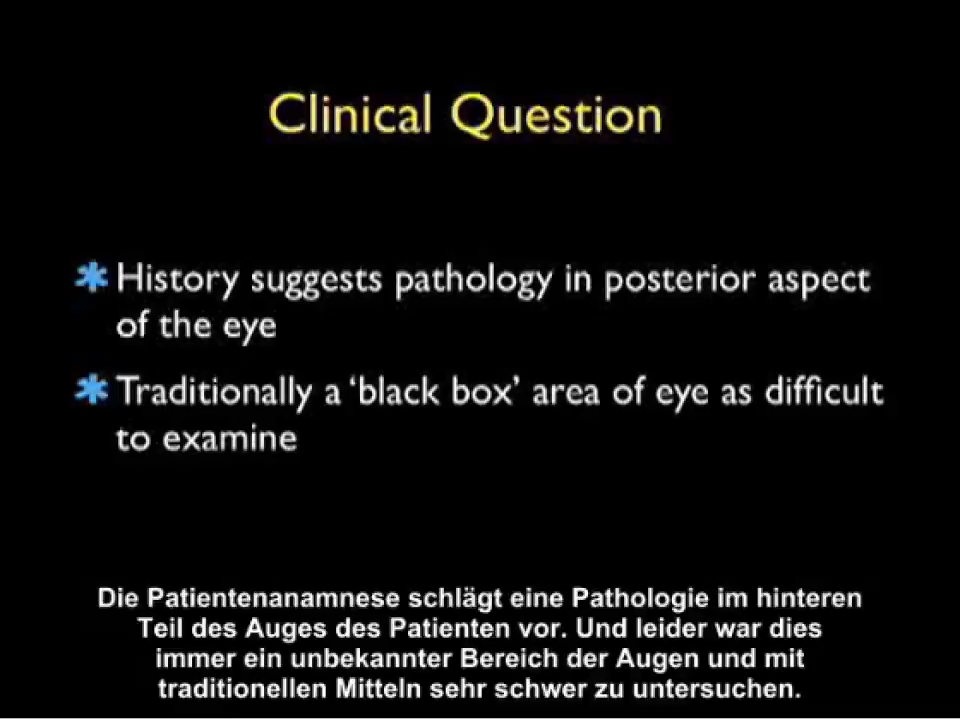 Clinical Question
✱ History suggests pathology in posterior aspect
of the eye
✱ Traditionally a ‘black box’ area of eye as difficult
to examine
Die Patientenanamnese schlägt eine Pathologie im hinteren
Teil des Auges des Patienten vor. Und leider war dies
immer ein unbekannter Bereich der Augen und mit
traditionellen Mitteln sehr schwer zu untersuchen.